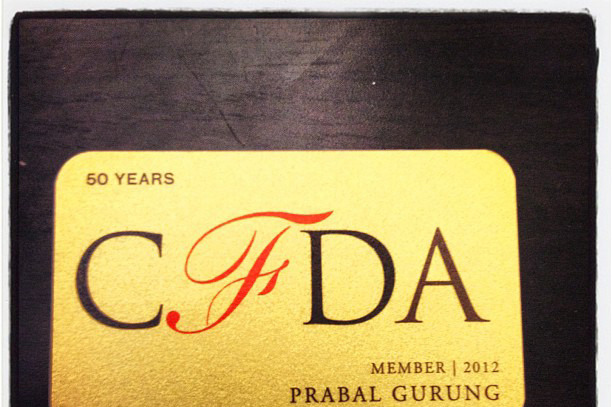 50 YEARS
CFDA
MEMBER | 2012
PRABAL GURUNG